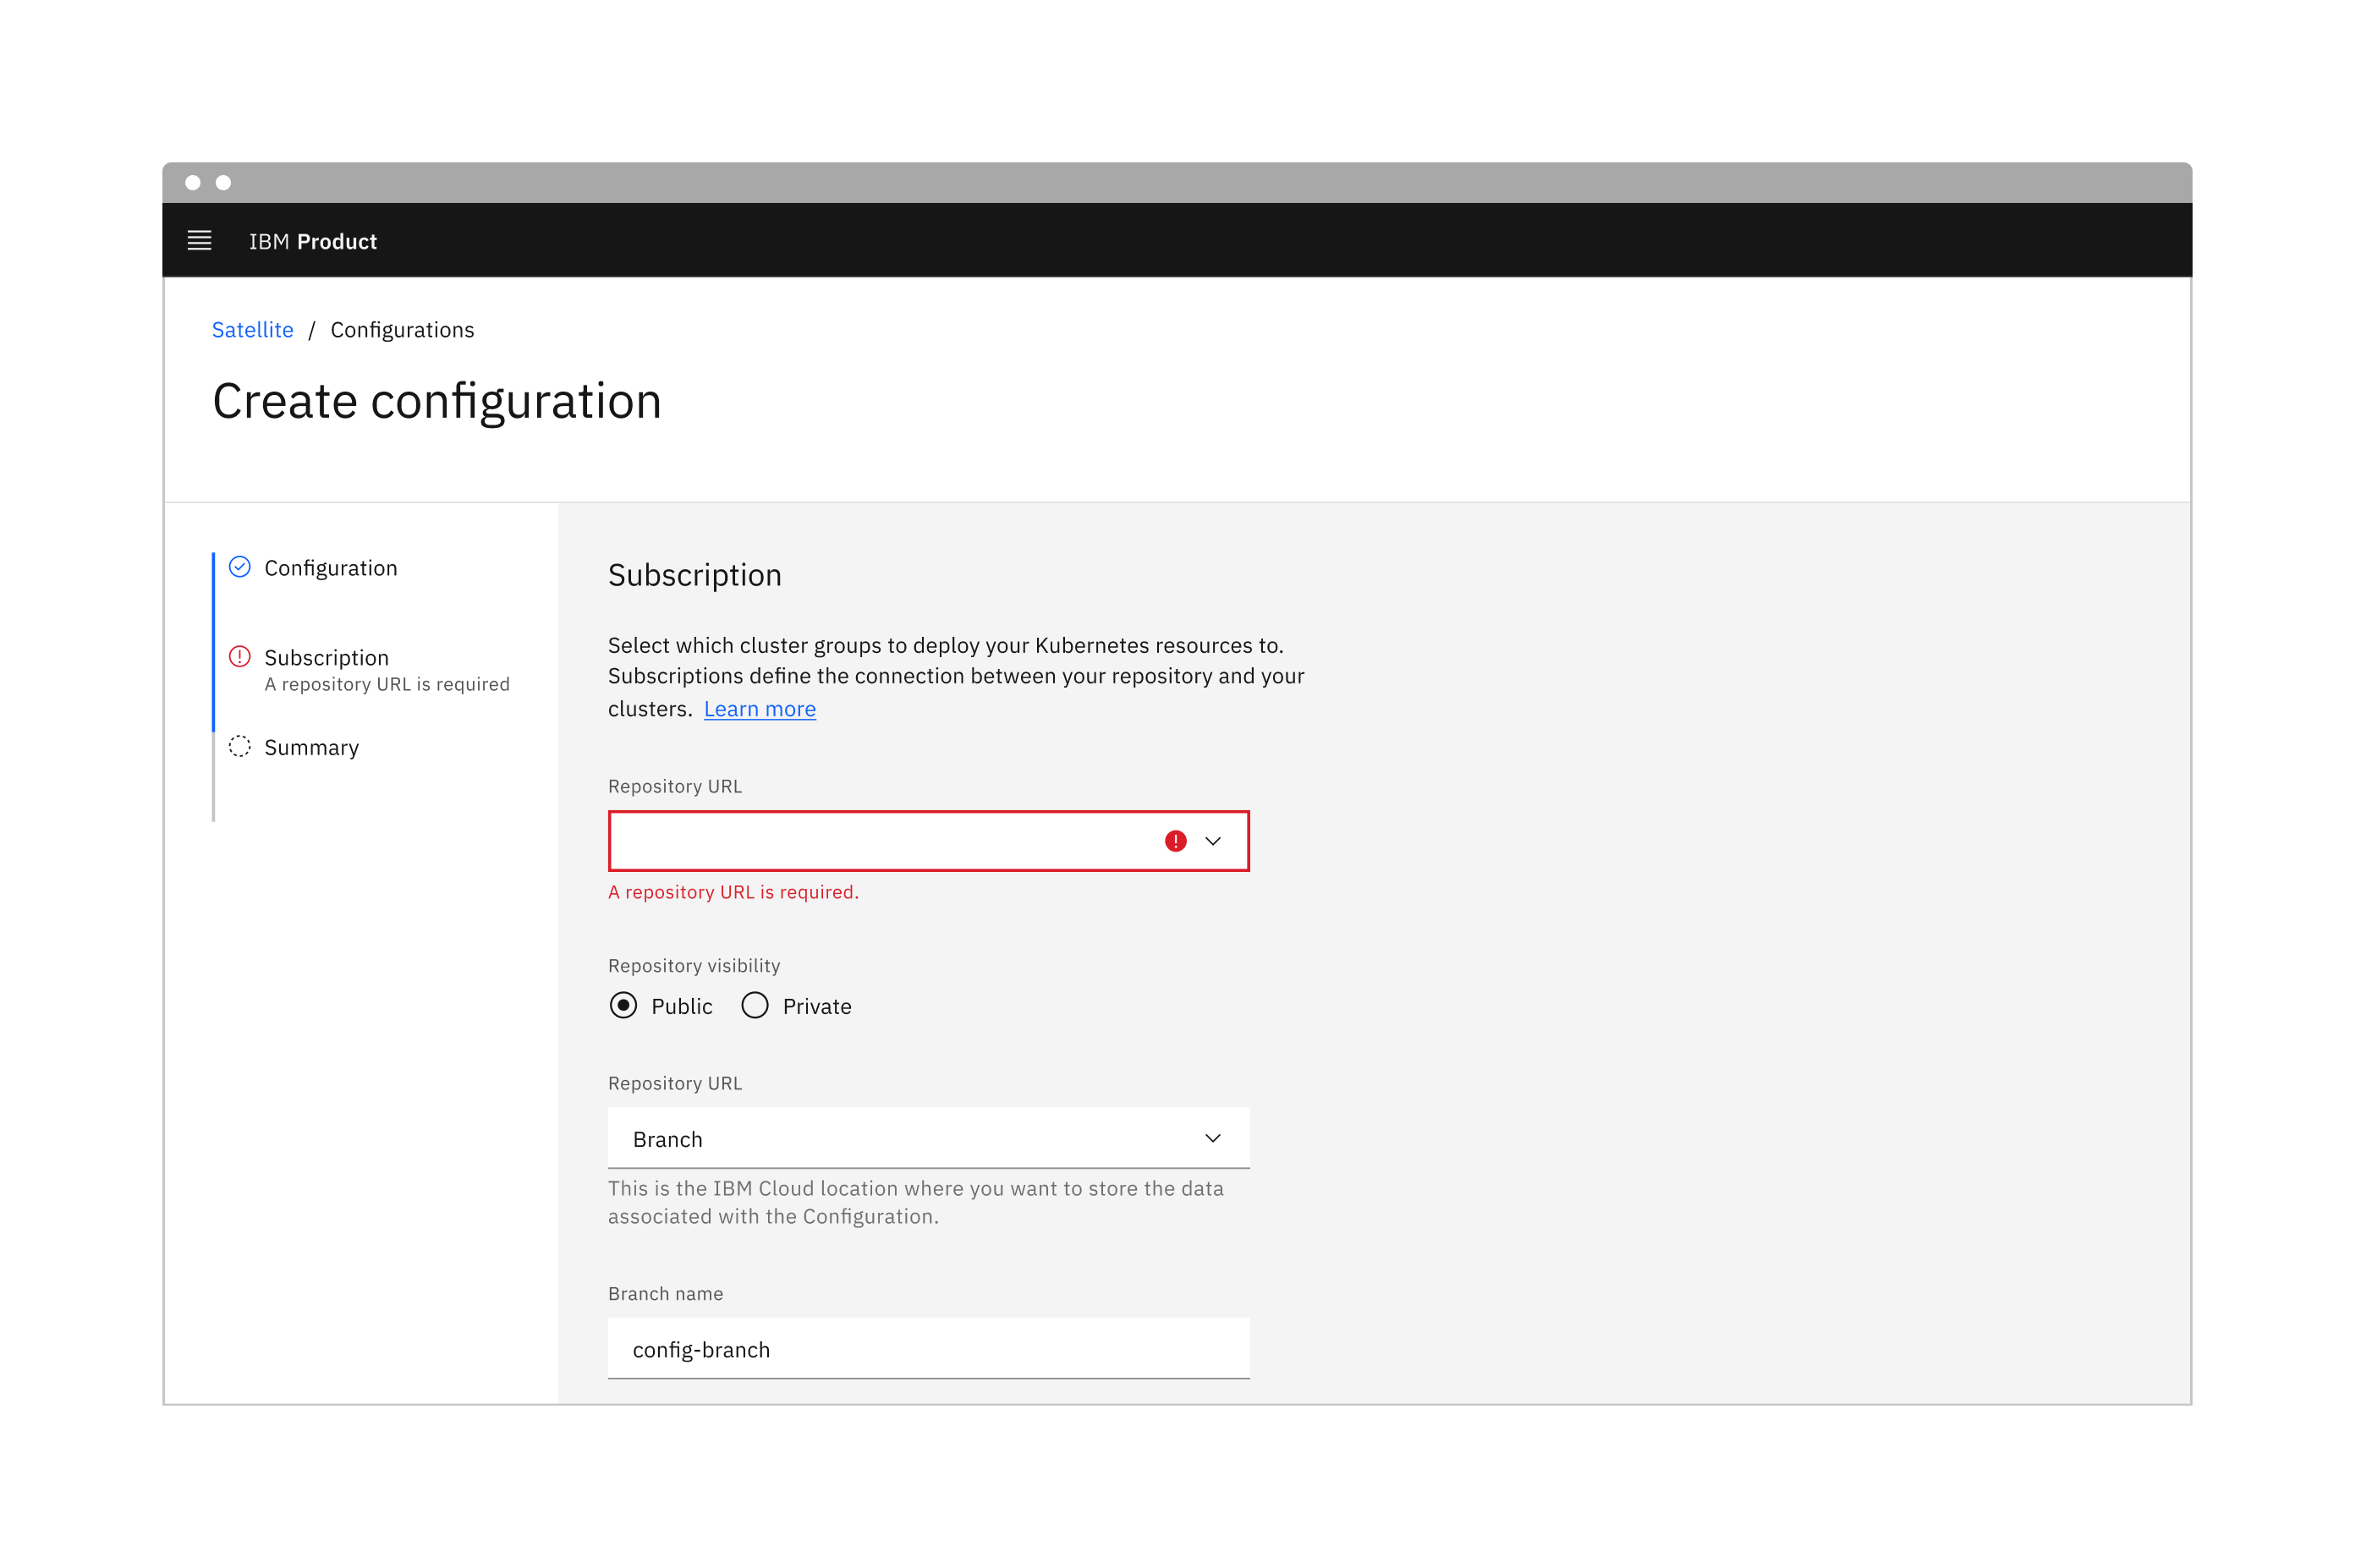 IBM Product
Satellite / Configurations
Create configuration
Configuration
Subscription
A repository URL is required
Summary
Subscription
Select which cluster groups to deploy your Kubernetes resources to.
Subscriptions define the connection between your repository and your
clusters. Learn more
Repository URL
A repository URL is required.
Repository visibility
Public Private
Repository URL
Branch
This is the IBM Cloud location where you want to store the data
associated with the Configuration.
Branch name
config-branch